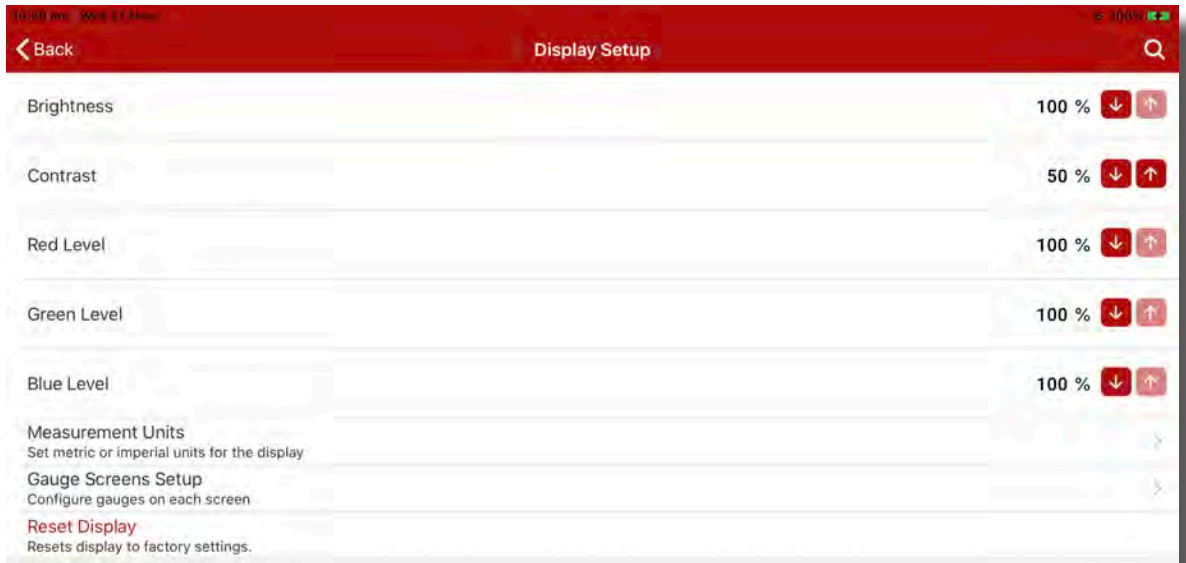 Back
Display Setup
Brightness
100 %
Contrast
50 %
Red Level
100 %
Green Level
100 %
Blue Level
100 %
Measurement Units
Set metric or imperial units for the display
Gauge Screens Setup
Configure gauges on each screen
Reset Display
Resets display to factory settings.